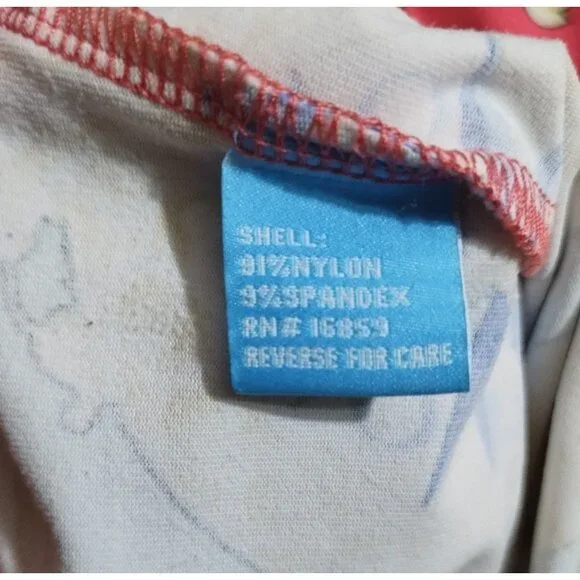 SHELL:
91%NYLON
9%SPANDEX
RN# 16859
REVERSE FOR CARE